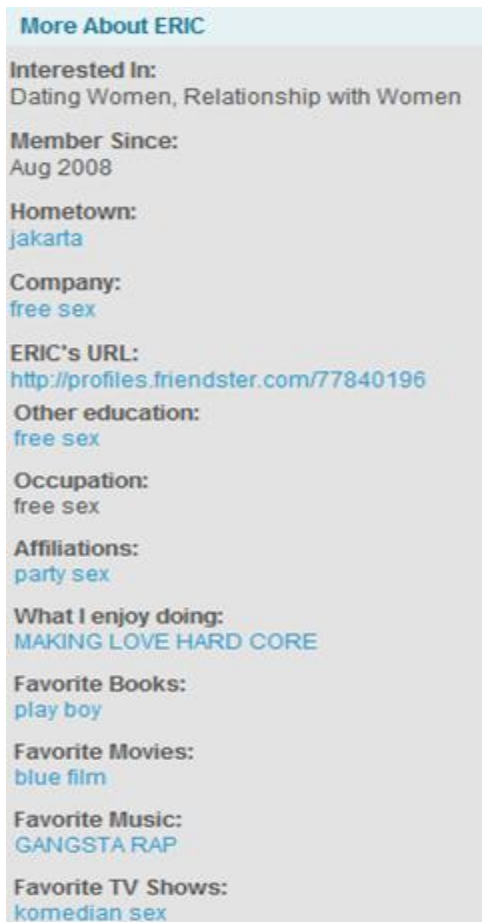 More About ERIC
Interested In:
Dating Women, Relationship with Women
Member Since:
Aug 2008
Hometown:
jakarta
Company:
free sex
ERIC's URL:
http://profiles.friendster.com/77840196
Other education:
free sex
Occupation:
free sex
Affiliations:
party sex
What I enjoy doing:
MAKING LOVE HARD CORE
Favorite Books:
play boy
Favorite Movies:
blue film
Favorite Music:
GANGSTA RAP
Favorite TV Shows:
komedian sex